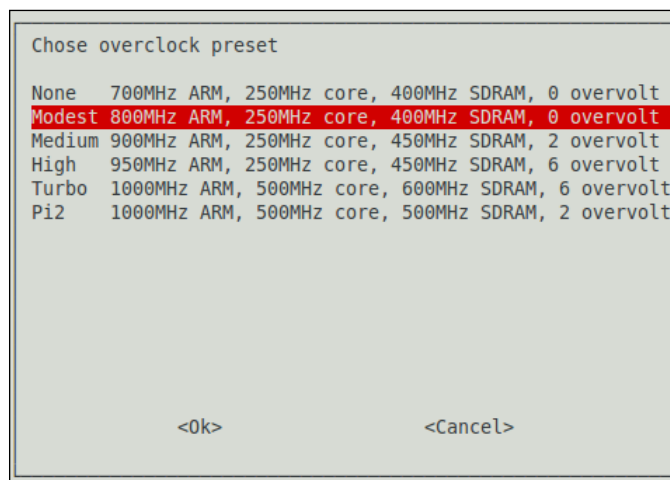 Chose overclock preset
None 700MHz ARM, 250MHz core, 400MHz SDRAM, 0 overvolt
Modest 800MHz ARM, 250MHz core, 400MHz SDRAM, 0 overvolt
Medium 900MHz ARM, 250MHz core, 450MHz SDRAM, 2 overvolt
High 950MHz ARM, 250MHz core, 450MHz SDRAM, 6 overvolt
Turbo 1000MHz ARM, 500MHz core, 600MHz SDRAM, 6 overvolt
Pi2 1000MHz ARM, 500MHz core, 500MHz SDRAM, 2 overvolt
<Ok> <Cancel>